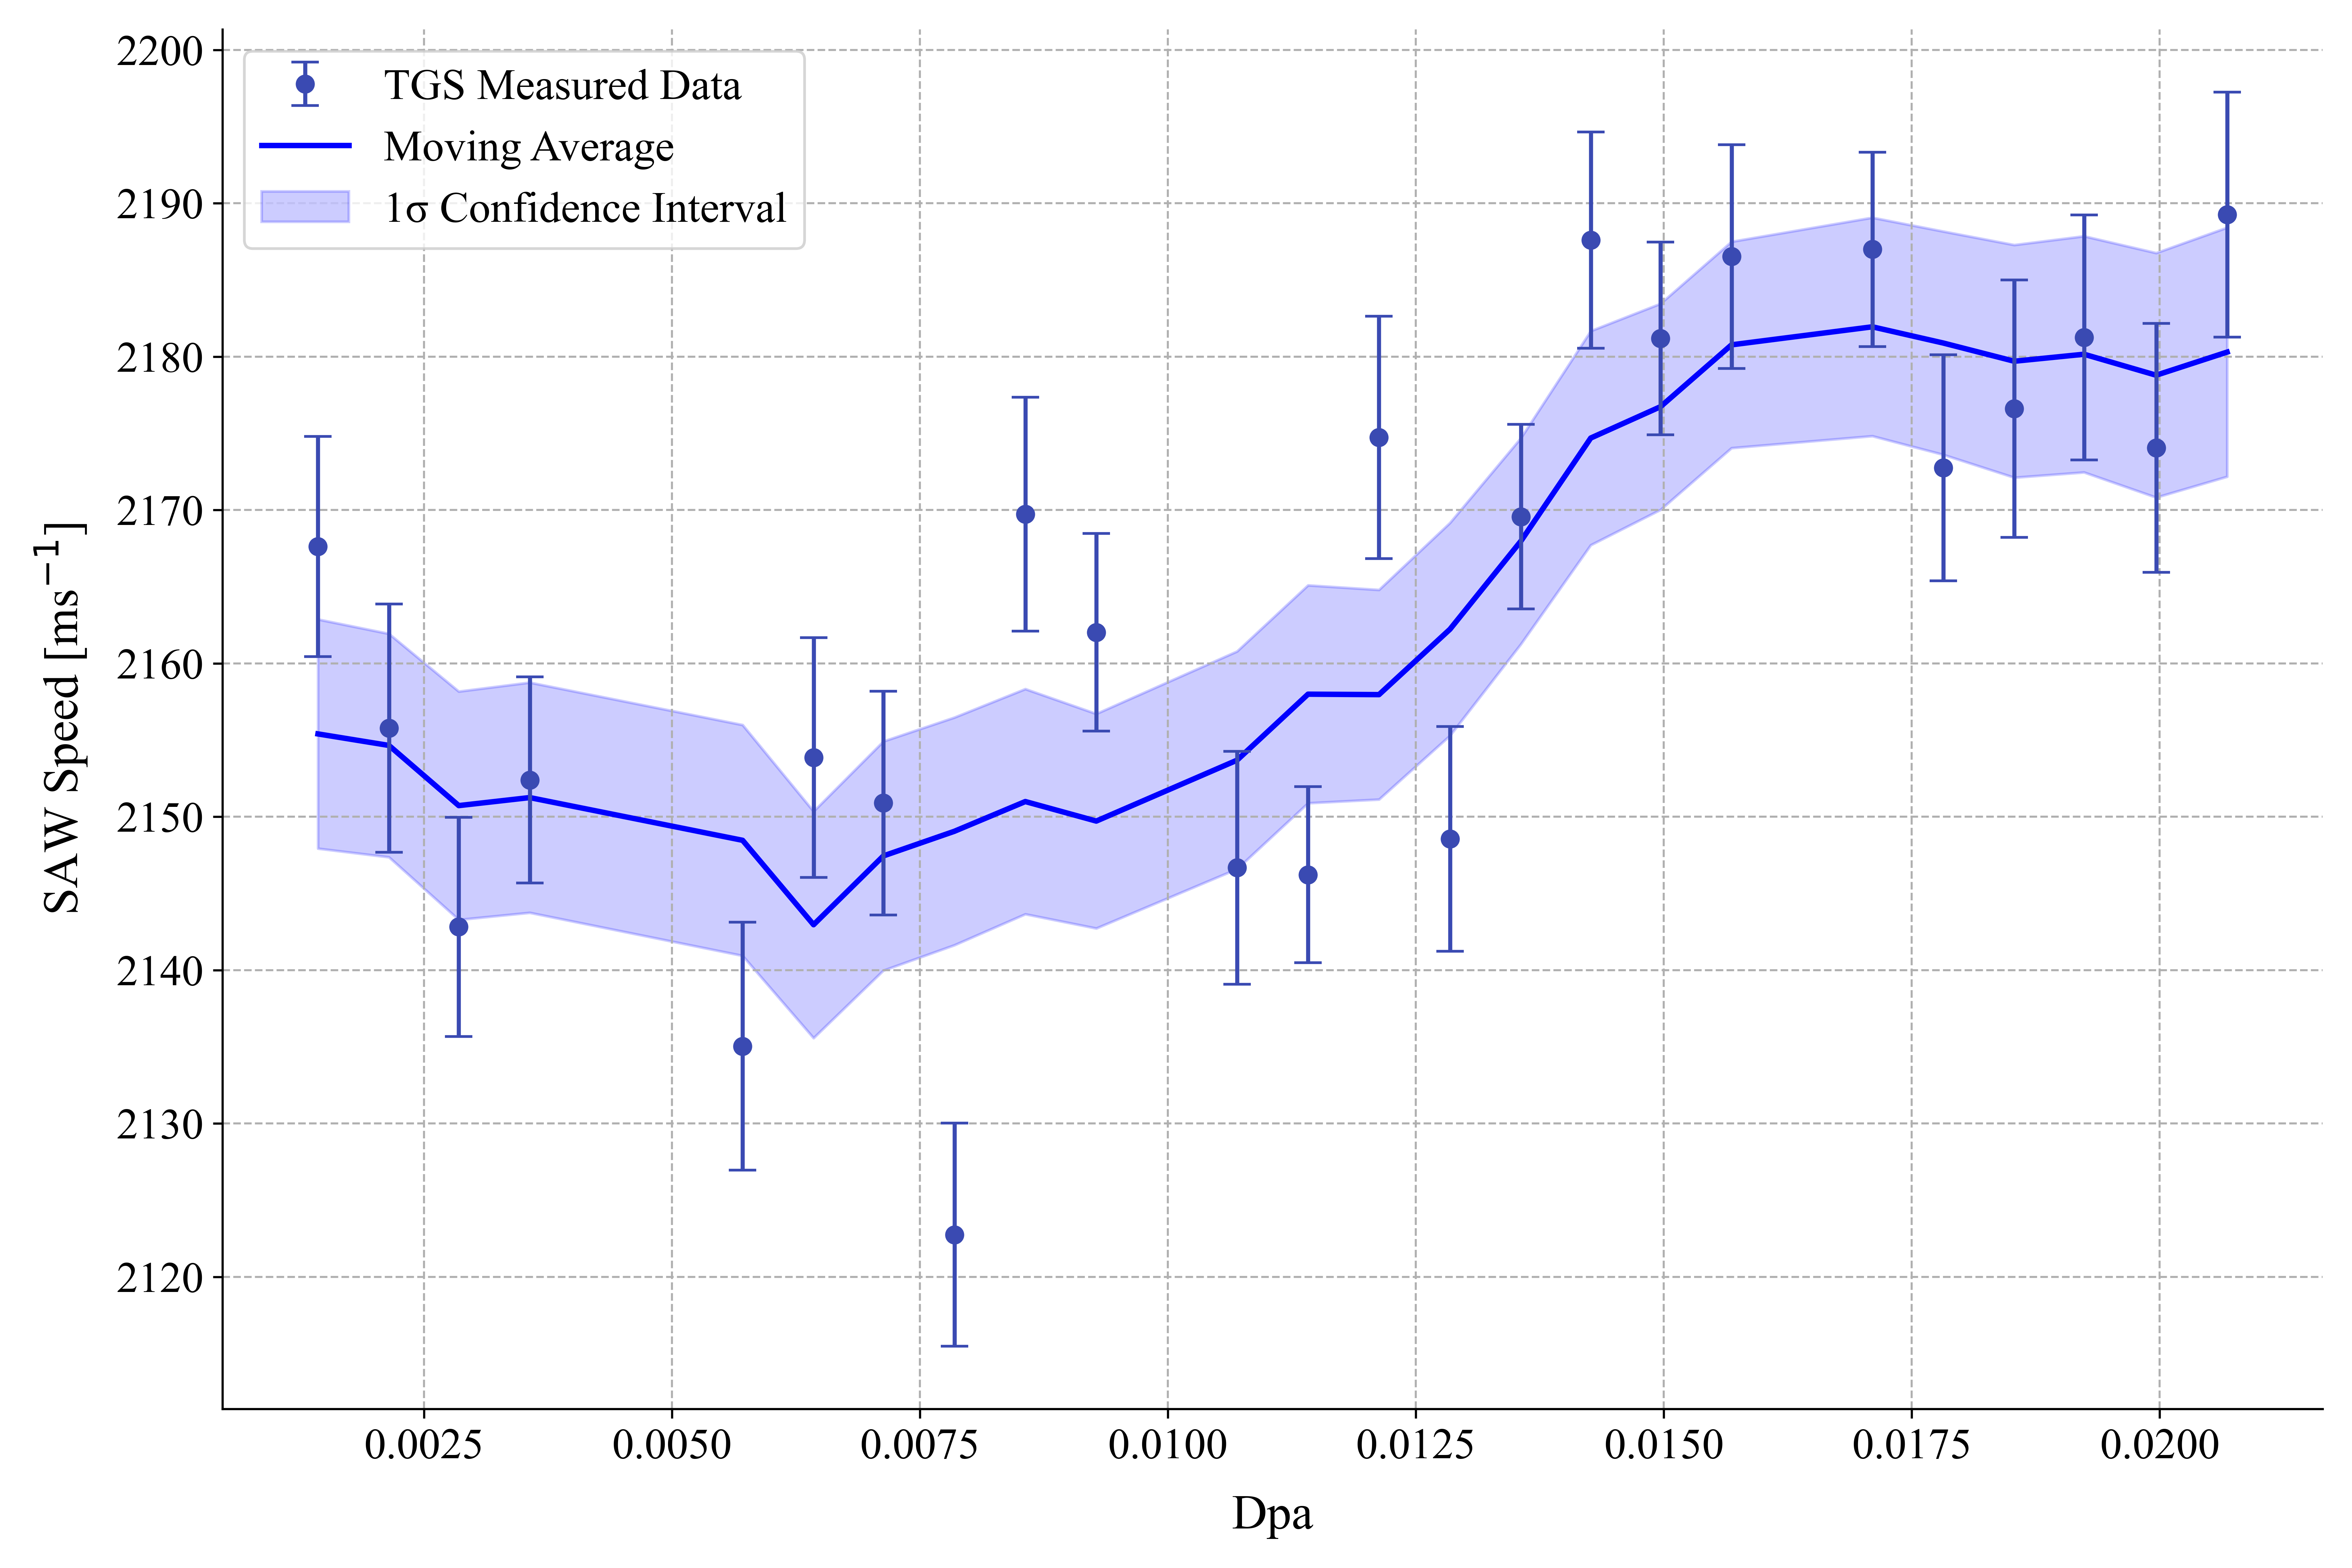 2200
2190
2180
2170
2160
2150
2140
2130
2120
SAW Speed [ms⁻¹]
TGS Measured Data
Moving Average
1σ Confidence Interval
0.0025 0.0050 0.0075 0.0100 0.0125 0.0150 0.0175 0.0200
Dpa